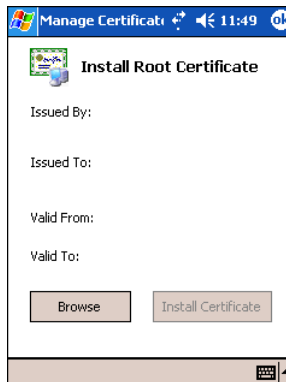 Manage Certificat 11:49 ok
Install Root Certificate
Issued By:
Issued To:
Valid From:
Valid To:
Browse Install Certificate